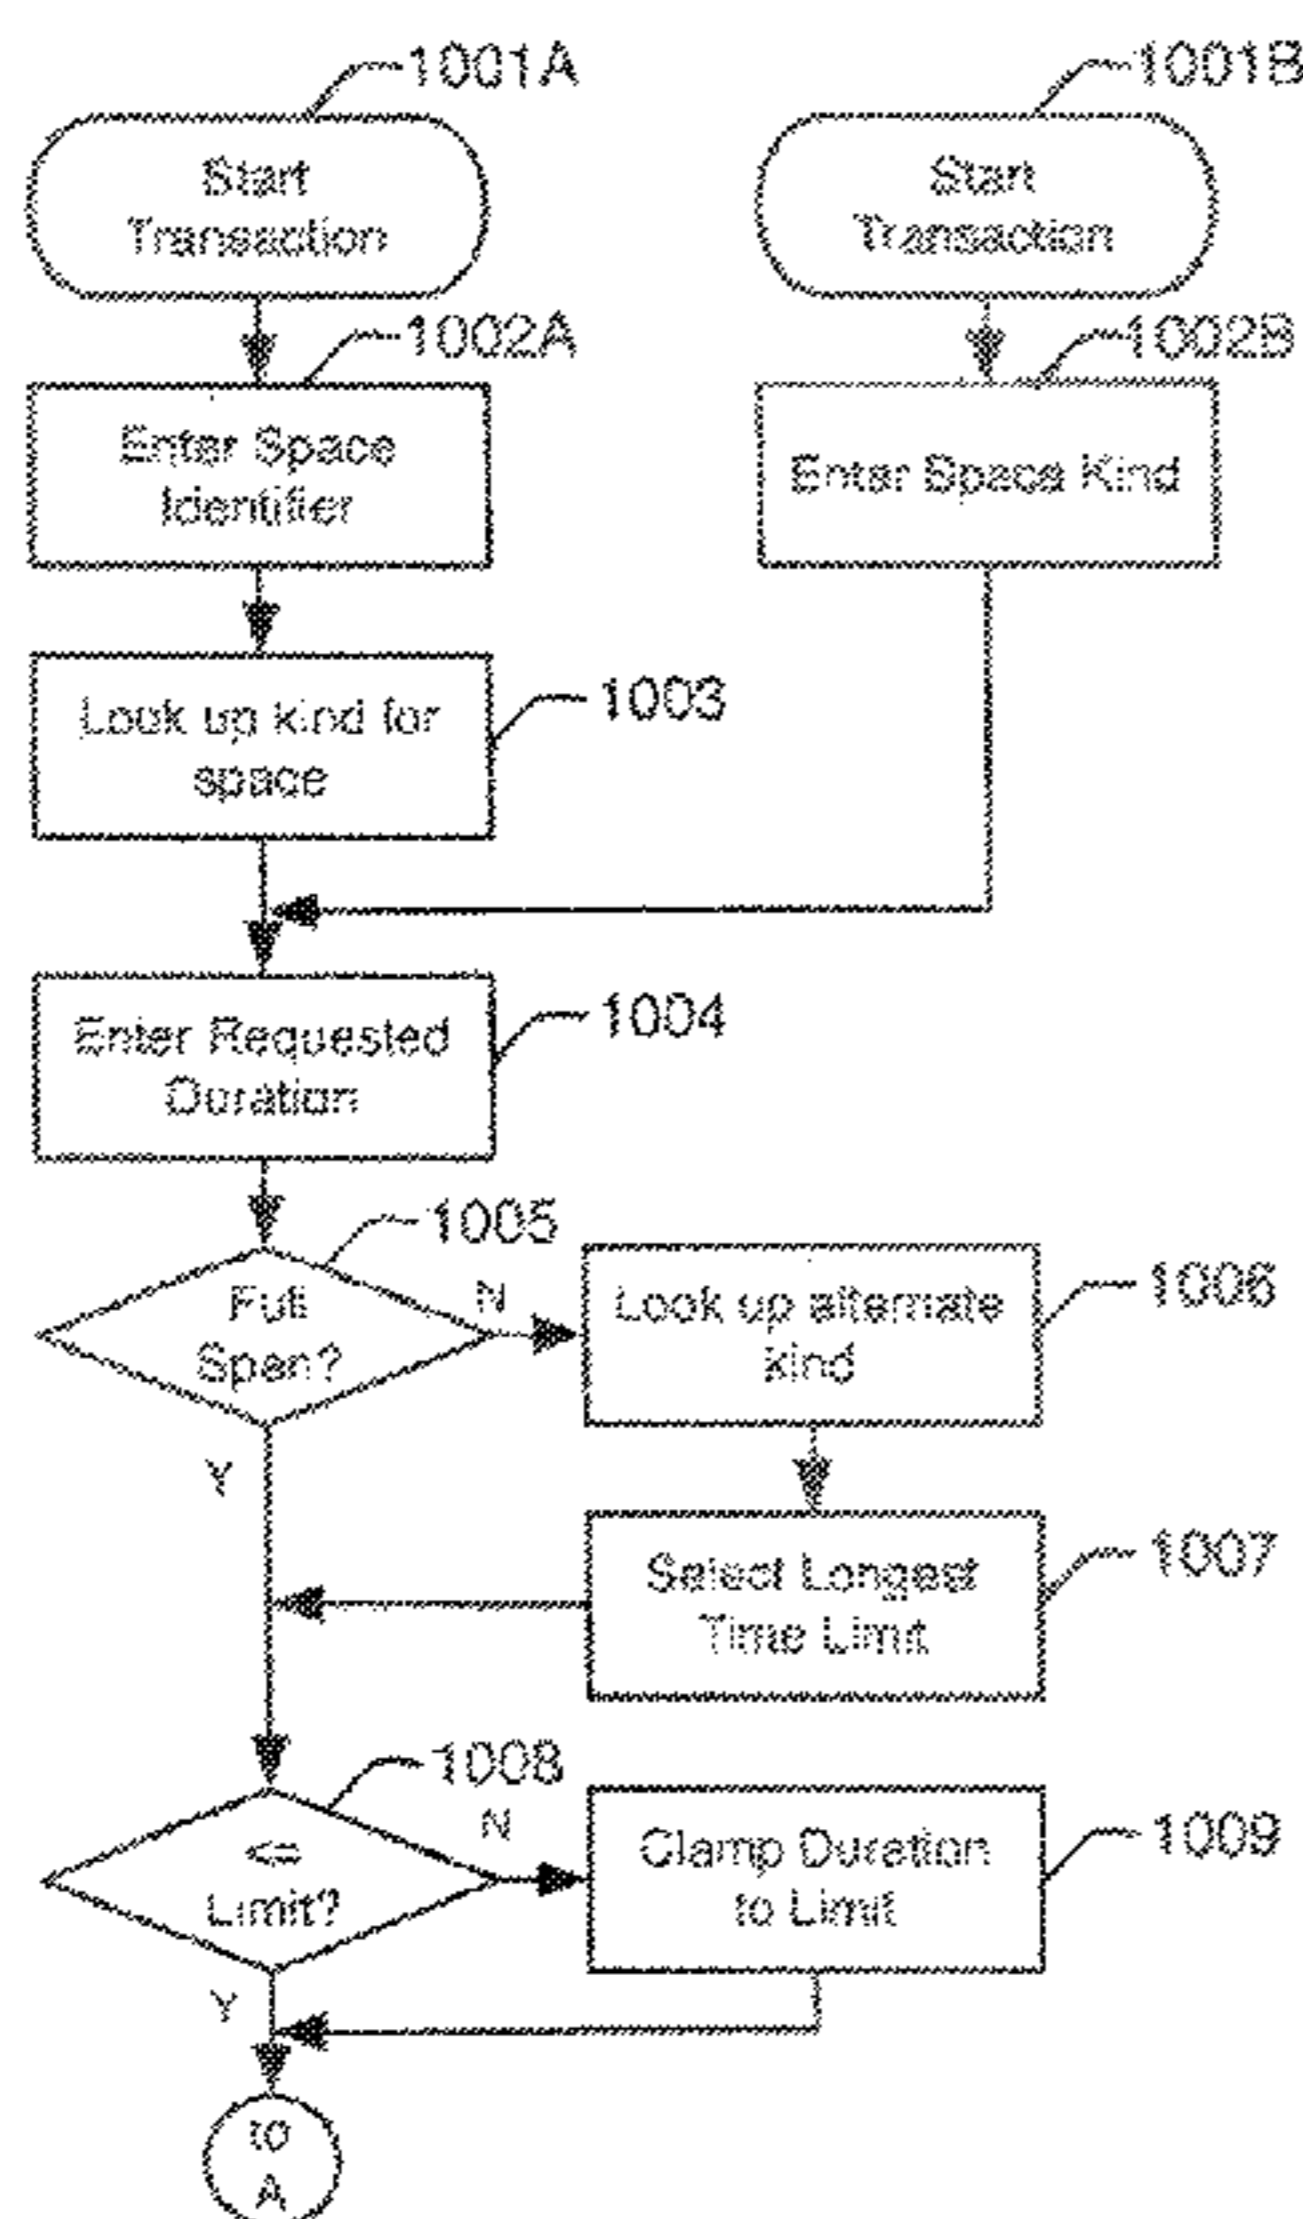 1001A
Start
Transaction
1001B
Start
Transaction
1002A
Enter Space
Identifier
1002B
Enter Space Kind
Look up kind for
space
1003
Enter Requested
Duration
1004
1005
Full
Span?
N
Y
Look up alternate
kind
1006
Select Longest
Time Limit
1007
1008
<=
Limit?
N
Y
Clamp Duration
to Limit
1009
to
A